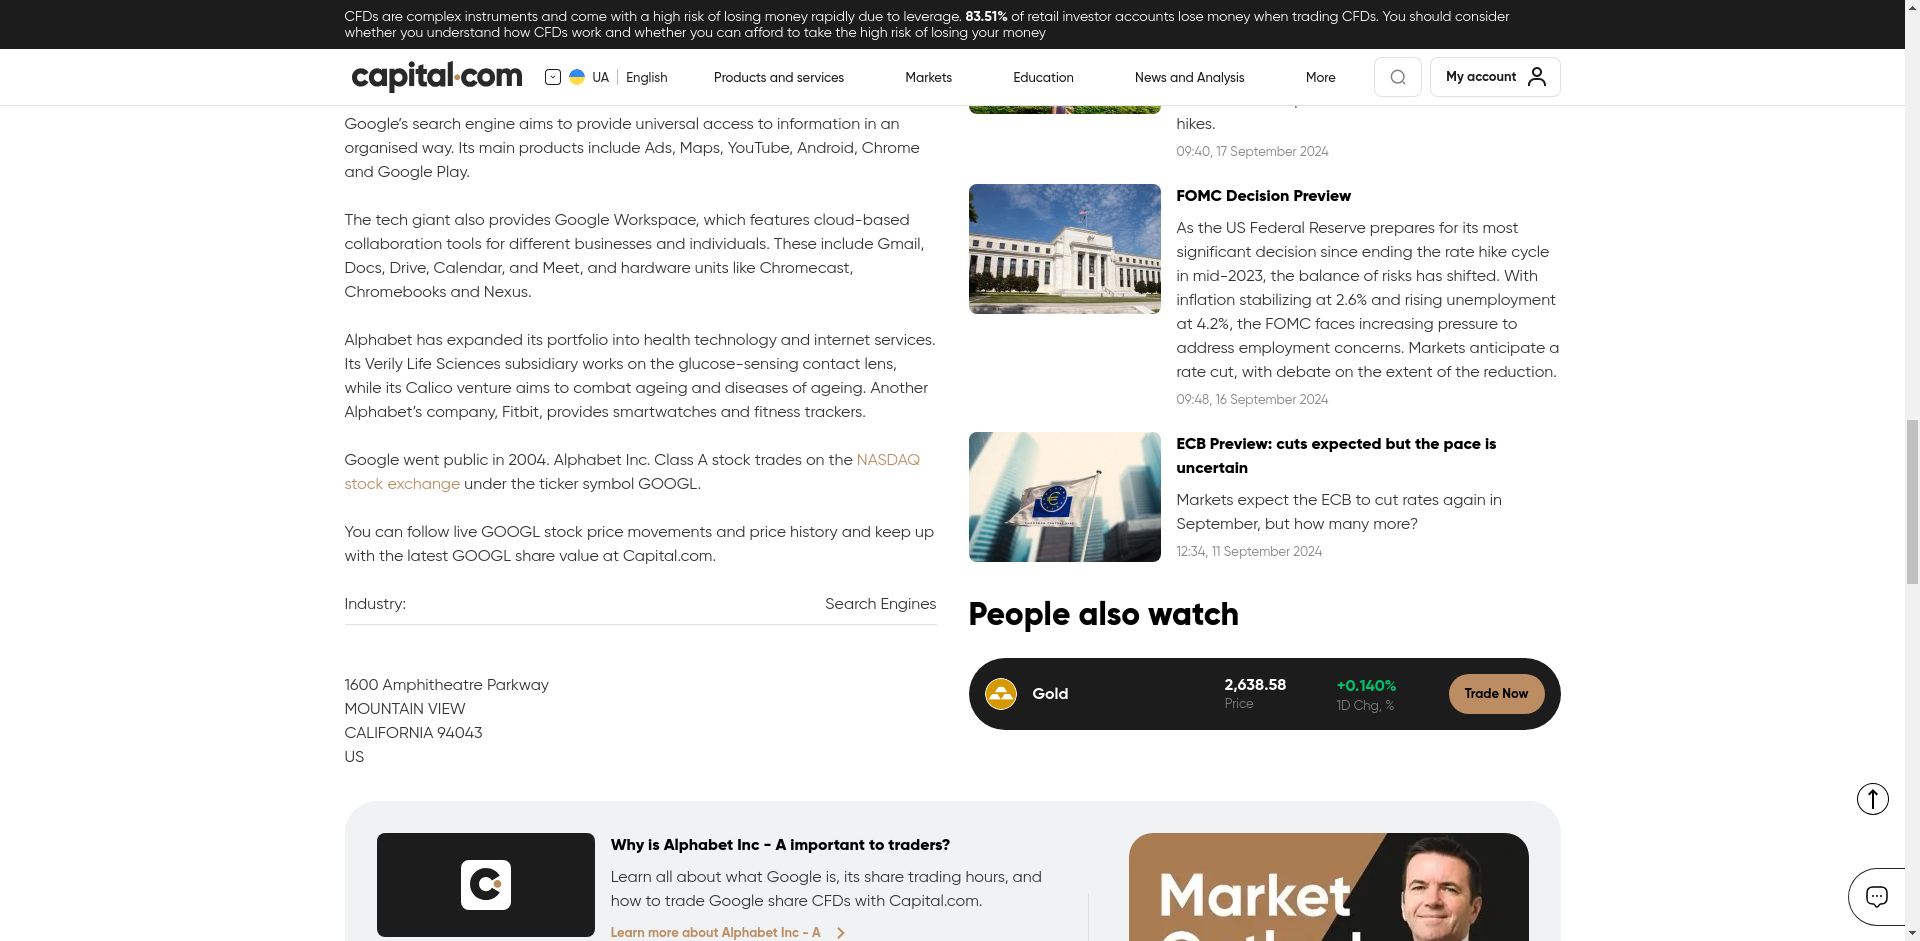 CFDs are complex instruments and come with a high risk of losing money rapidly due to leverage. 83.51% of retail investor accounts lose money when trading CFDs. You should consider
whether you understand how CFDs work and whether you can afford to take the high risk of losing your money
capital.com
UA
English
Products and services
Markets
Education
News and Analysis
More
My account
Google’s search engine aims to provide universal access to information in an
organised way. Its main products include Ads, Maps, YouTube, Android, Chrome
and Google Play.
The tech giant also provides Google Workspace, which features cloud-based
collaboration tools for different businesses and individuals. These include Gmail,
Docs, Drive, Calendar, and Meet, and hardware units like Chromecast,
Chromebooks and Nexus.
Alphabet has expanded its portfolio into health technology and internet services.
Its Verily Life Sciences subsidiary works on the glucose-sensing contact lens,
while its Calico venture aims to combat ageing and diseases of ageing. Another
Alphabet’s company, Fitbit, provides smartwatches and fitness trackers.
Google went public in 2004. Alphabet Inc. Class A stock trades on the NASDAQ
stock exchange under the ticker symbol GOOGL.
You can follow live GOOGL stock price movements and price history and keep up
with the latest GOOGL share value at Capital.com.
Industry:
Search Engines
1600 Amphitheatre Parkway
MOUNTAIN VIEW
CALIFORNIA 94043
US
hikes.
09:40, 17 September 2024
FOMC Decision Preview
As the US Federal Reserve prepares for its most
significant decision since ending the rate hike cycle
in mid-2023, the balance of risks has shifted. With
inflation stabilizing at 2.6% and rising unemployment
at 4.2%, the FOMC faces increasing pressure to
address employment concerns. Markets anticipate a
rate cut, with debate on the extent of the reduction.
09:48, 16 September 2024
ECB Preview: cuts expected but the pace is
uncertain
Markets expect the ECB to cut rates again in
September, but how many more?
12:34, 11 September 2024
People also watch
Gold
2,638.58
Price
+0.140%
1D Chg, %
Trade Now
Why is Alphabet Inc - A important to traders?
Learn all about what Google is, its share trading hours, and
how to trade Google share CFDs with Capital.com.
Learn more about Alphabet Inc - A
Market
Outlook